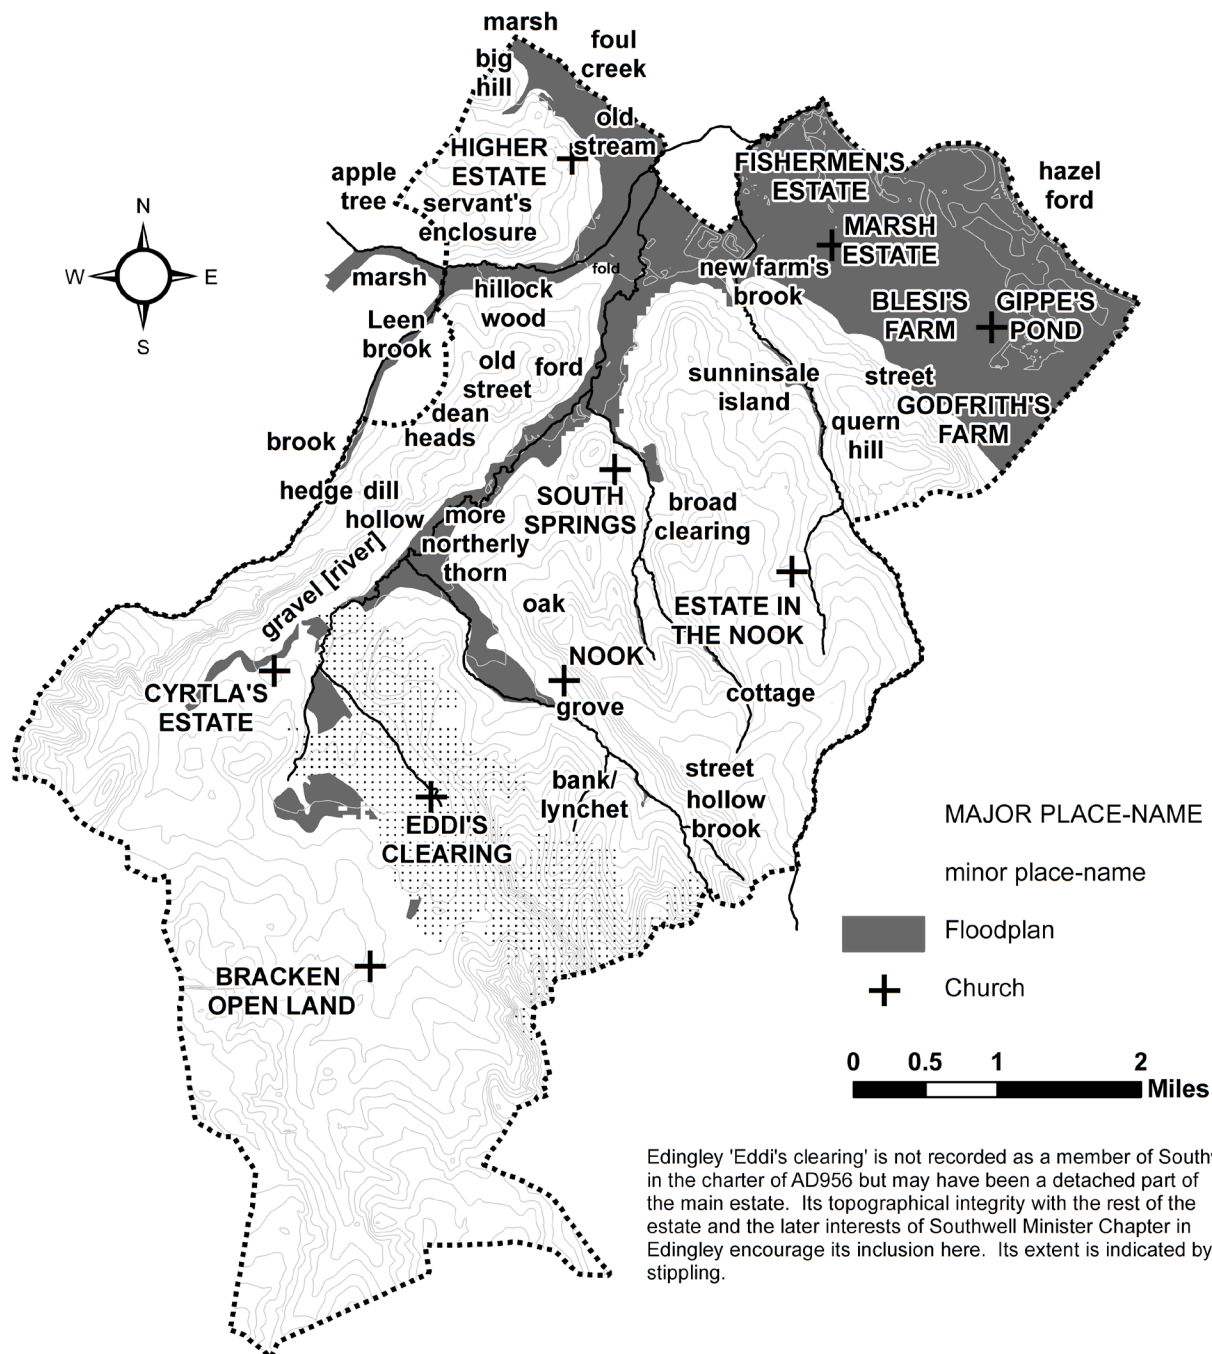 marsh
foul
creek
big
hill
old
stream
HIGHER
ESTATE
FISHERMEN'S
ESTATE
hazel
ford
apple
tree
servant's
enclosure
MARSH
ESTATE
N
W
E
S
marsh
fold
new farm's
brook
hillock
wood
BLESI'S
FARM
GIPPE'S
POND
Leen
brook
old
street
ford
sunninsale
island
street
GODFRITH'S
FARM
dean
heads
quern
hill
brook
hedge
dill
hollow
SOUTH
SPRINGS
broad
clearing
more
northerly
thorn
gravel [river]
oak
ESTATE IN
THE NOOK
NOOK
grove
CYRTLA'S
ESTATE
cottage
bank/
lynchet
street
hollow
brook
EDDI'S
CLEARING
BRACKEN
OPEN LAND
MAJOR PLACE-NAME
minor place-name
Floodplan
Church
0 0.5 1 2
Miles
Edingley 'Eddi's clearing' is not recorded as a member of South
in the charter of AD956 but may have been a detached part of
the main estate. Its topographical integrity with the rest of the
estate and the later interests of Southwell Minister Chapter in
Edingley encourage its inclusion here. Its extent is indicated by
stippling.